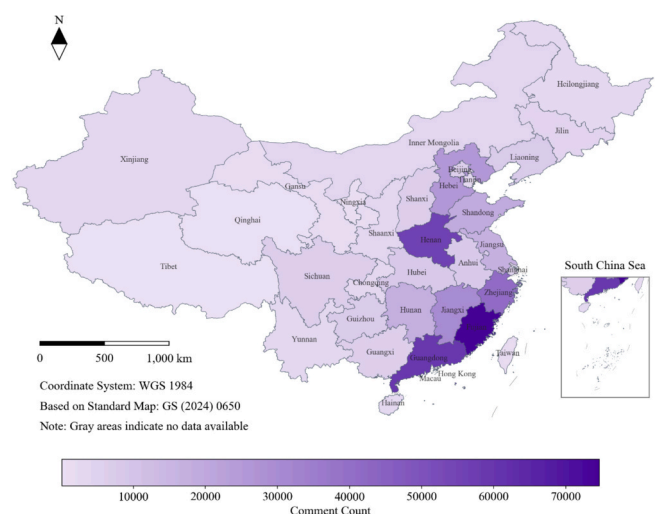 N
Heilongjiang
Jilin
Inner Mongolia
Liaoning
Xinjiang
Beijing
Tianjin
Gansu
Hebei
Ningxia
Shanxi
Shandong
Qinghai
Shaanxi
Henan
Jiangsu
Tibet
Anhui
Shanghai
South China Sea
Hubei
Sichuan
Chongqing
Zhejiang
Hunan
Jiangxi
Guizhou
Yunnan
Guangxi
Guangdong
Taiwan
Hong Kong
Macau
Hainan
0 500 1,000 km
Coordinate System: WGS 1984
Based on Standard Map: GS (2024) 0650
Note: Gray areas indicate no data available
10000 20000 30000 40000 50000 60000 70000
Comment Count